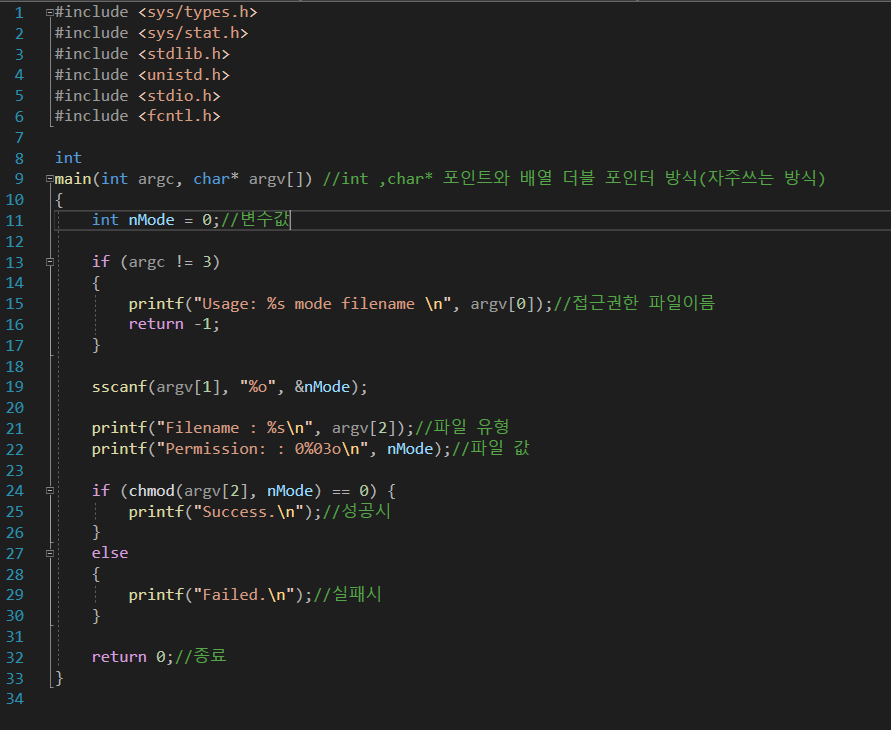 1 #include <sys/types.h>
2 #include <sys/stat.h>
3 #include <stdlib.h>
4 #include <unistd.h>
5 #include <stdio.h>
6 #include <fcntl.h>
7
8 int
9 main(int argc, char* argv[]) //int ,char* 포인트와 배열 더블 포인터 방식(자주쓰는 방식)
10 {
11 int nMode = 0;//변수값
12
13 if (argc != 3)
14 {
15 printf("Usage: %s mode filename \n", argv[0]);//접근권한 파일이름
16 return -1;
17 }
18
19 sscanf(argv[1], "%o", &nMode);
20
21 printf("Filename : %s\n", argv[2]);//파일 유형
22 printf("Permission: : 0%03o\n", nMode);//파일 값
23
24 if (chmod(argv[2], nMode) == 0) {
25 printf("Success.\n");//성공시
26 }
27 else
28 {
29 printf("Failed.\n");//실패시
30 }
31
32 return 0;//종료
33 }
34